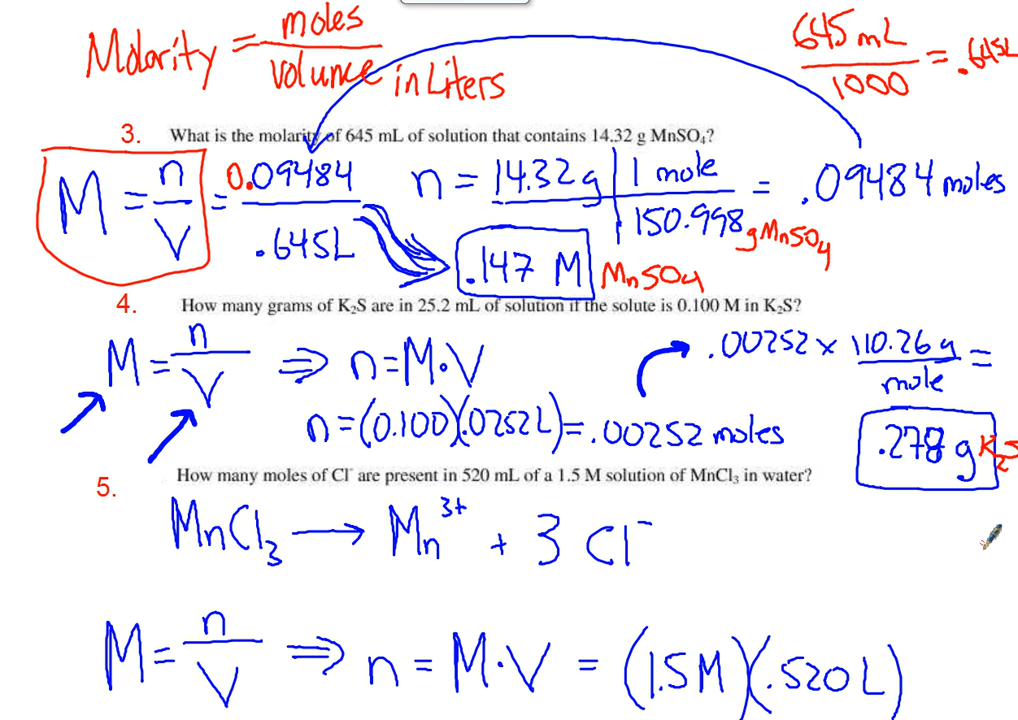 Molarity = moles / volume in Liters
645 mL / 1000 = .645L
3. What is the molarity of 645 mL of solution that contains 14.32 g MnSO₄?
M = n / V = 0.09484 / .645L
n = 14.32 g | 1 mole / 150.998 g MnSO₄ = .09484 moles
.147 M MnSO₄
4. How many grams of K₂S are in 25.2 mL of solution if the solute is 0.100 M in K₂S?
M = n / V ⇒ n = M·V
n = (0.100)(.0252 L) = .00252 moles
.00252 × 110.26 g / mole =
.278 g K₂S
5. How many moles of Cl⁻ are present in 520 mL of a 1.5 M solution of MnCl₃ in water?
MnCl₃ → Mn³⁺ + 3 Cl⁻
M = n / V ⇒ n = M·V = (1.5M)(.520 L)